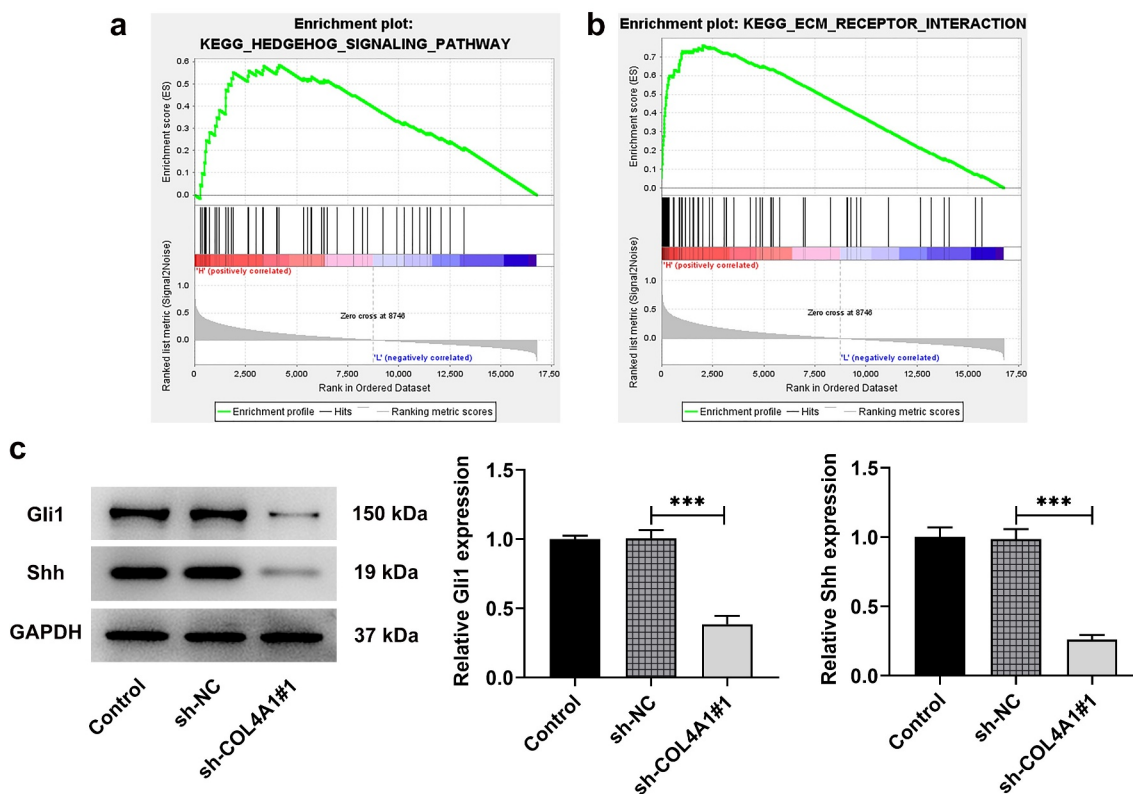 a
Enrichment plot:
KEGG_HEDGEHOG_SIGNALING_PATHWAY
Enrichment score (ES)
0.6
0.5
0.4
0.3
0.2
0.1
0.0
'H' (positively correlated)
Ranked list metric (Signal2Noise)
1.0
0.5
0.0
Zero cross at 8746
'L' (negatively correlated)
0 2,500 5,000 7,500 10,000 12,500 15,000 17,50
Rank in Ordered Dataset
Enrichment profile Hits Ranking metric scores
b
Enrichment plot: KEGG_ECM_RECEPTOR_INTERACTION
Enrichment score (ES)
0.7
0.6
0.5
0.4
0.3
0.2
0.1
0.0
'H' (positively correlated)
Ranked list metric (Signal2Noise)
1.0
0.5
0.0
Zero cross at 8746
'L' (negatively correlated)
0 2,500 5,000 7,500 10,000 12,500 15,000 17,50
Rank in Ordered Dataset
Enrichment profile Hits Ranking metric scores
c
Gli1 150 kDa
Shh 19 kDa
GAPDH 37 kDa
Control
sh-NC
sh-COL4A1#1
Relative Gli1 expression
1.5
1.0
0.5
0.0
***
Control
sh-NC
sh-COL4A1#1
Relative Shh expression
1.5
1.0
0.5
0.0
***
Control
sh-NC
sh-COL4A1#1